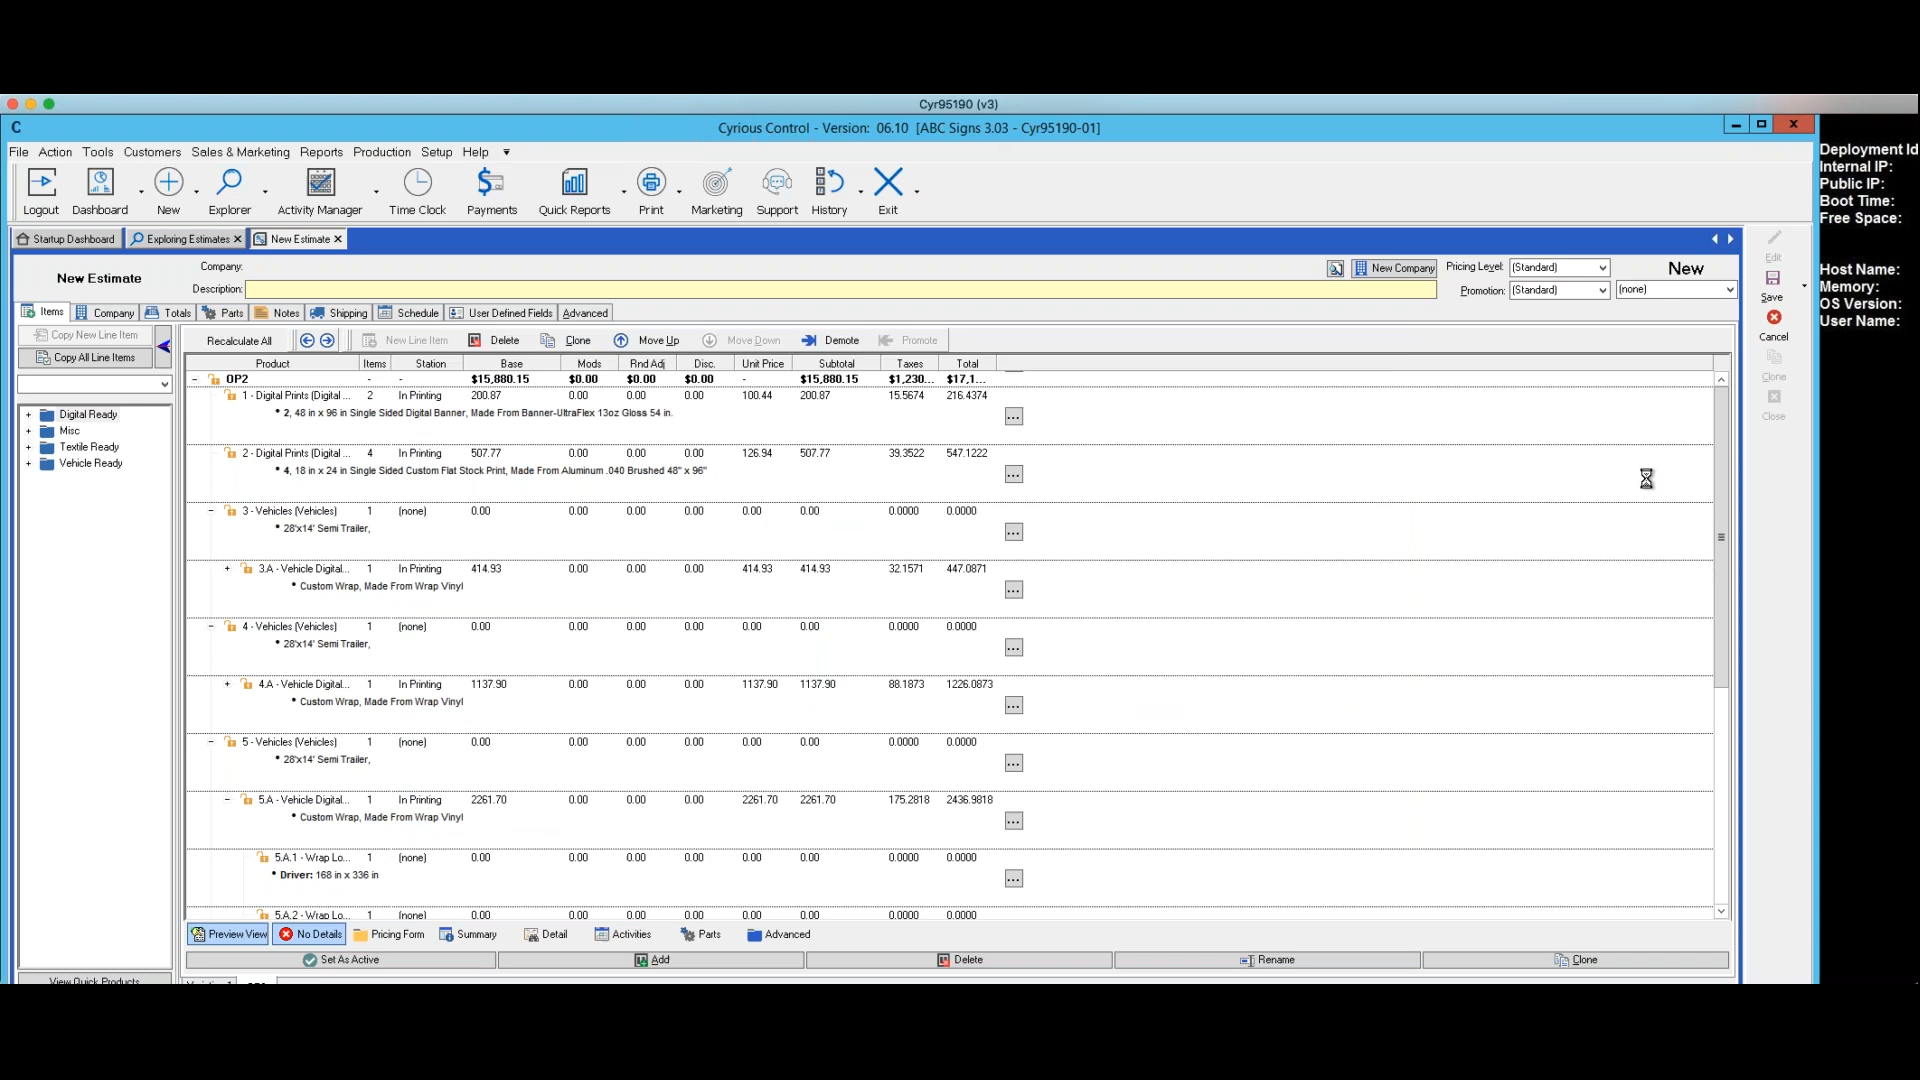 Cyr95190 (v3)
C
Cyrious Control - Version: 06.10 [ABC Signs 3.03 - Cyr95190-01]
Deployment Id
Internal IP:
Public IP:
Boot Time:
Free Space:
Host Name:
Memory:
OS Version:
User Name:
File Action Tools Customers Sales & Marketing Reports Production Setup Help
Logout Dashboard New Explorer Activity Manager Time Clock Payments Quick Reports Print Marketing Support History Exit
Startup Dashboard Exploring Estimates New Estimate
New Estimate
Company:
New Company
Pricing Level: (Standard)
New
Description:
Promotion: (Standard) (none)
Edit
Save
Cancel
Clone
Close
Items Company Totals Parts Notes Shipping Schedule User Defined Fields Advanced
Copy New Line Item
Copy All Line Items
Recalculate All New Line Item Delete Clone Move Up Move Down Demote Promote
Digital Ready
Misc
Textile Ready
Vehicle Ready
Product Items Station Base Mods Rnd Adj Disc. Unit Price Subtotal Taxes Total
OP2 - - $15,880.15 $0.00 $0.00 $0.00 - $15,880.15 $1,230... $17,1...
1 - Digital Prints (Digital ... 2 In Printing 200.87 0.00 0.00 0.00 100.44 200.87 15.5674 216.4374
• 2, 48 in x 96 in Single Sided Digital Banner, Made From Banner-UltraFlex 13oz Gloss 54 in.
...
2 - Digital Prints (Digital ... 4 In Printing 507.77 0.00 0.00 0.00 126.94 507.77 39.3522 547.1222
• 4, 18 in x 24 in Single Sided Custom Flat Stock Print, Made From Aluminum .040 Brushed 48" x 96"
...
3 - Vehicles (Vehicles) 1 (none) 0.00 0.00 0.00 0.00 0.00 0.00 0.0000 0.0000
• 28'x14' Semi Trailer,
...
3.A - Vehicle Digital... 1 In Printing 414.93 0.00 0.00 0.00 414.93 414.93 32.1571 447.0871
• Custom Wrap, Made From Wrap Vinyl
...
4 - Vehicles (Vehicles) 1 (none) 0.00 0.00 0.00 0.00 0.00 0.00 0.0000 0.0000
• 28'x14' Semi Trailer,
...
4.A - Vehicle Digital... 1 In Printing 1137.90 0.00 0.00 0.00 1137.90 1137.90 88.1873 1226.0873
• Custom Wrap, Made From Wrap Vinyl
...
5 - Vehicles (Vehicles) 1 (none) 0.00 0.00 0.00 0.00 0.00 0.00 0.0000 0.0000
• 28'x14' Semi Trailer,
...
5.A - Vehicle Digital... 1 In Printing 2261.70 0.00 0.00 0.00 2261.70 2261.70 175.2818 2436.9818
• Custom Wrap, Made From Wrap Vinyl
...
5.A.1 - Wrap Lo... 1 (none) 0.00 0.00 0.00 0.00 0.00 0.00 0.0000 0.0000
• Driver: 168 in x 336 in
...
5.A.2 - Wrap Lo... 1 (none) 0.00 0.00 0.00 0.00 0.00 0.00 0.0000 0.0000
Preview View No Details Pricing Form Summary Detail Activities Parts Advanced
Set As Active Add Delete Rename Clone
View Quick Products